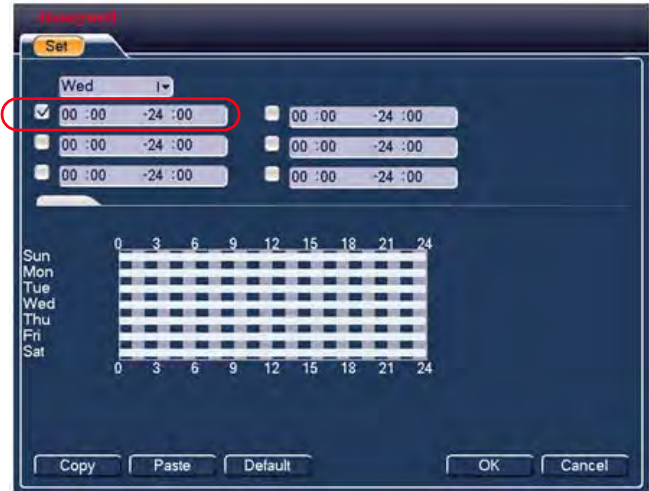 Honeywell
Set
Wed
00 :00 -24 :00 00 :00 -24 :00
00 :00 -24 :00 00 :00 -24 :00
00 :00 -24 :00 00 :00 -24 :00
0 3 6 9 12 15 18 21 24
Sun
Mon
Tue
Wed
Thu
Fri
Sat
0 3 6 9 12 15 18 21 24
Copy Paste Default OK Cancel